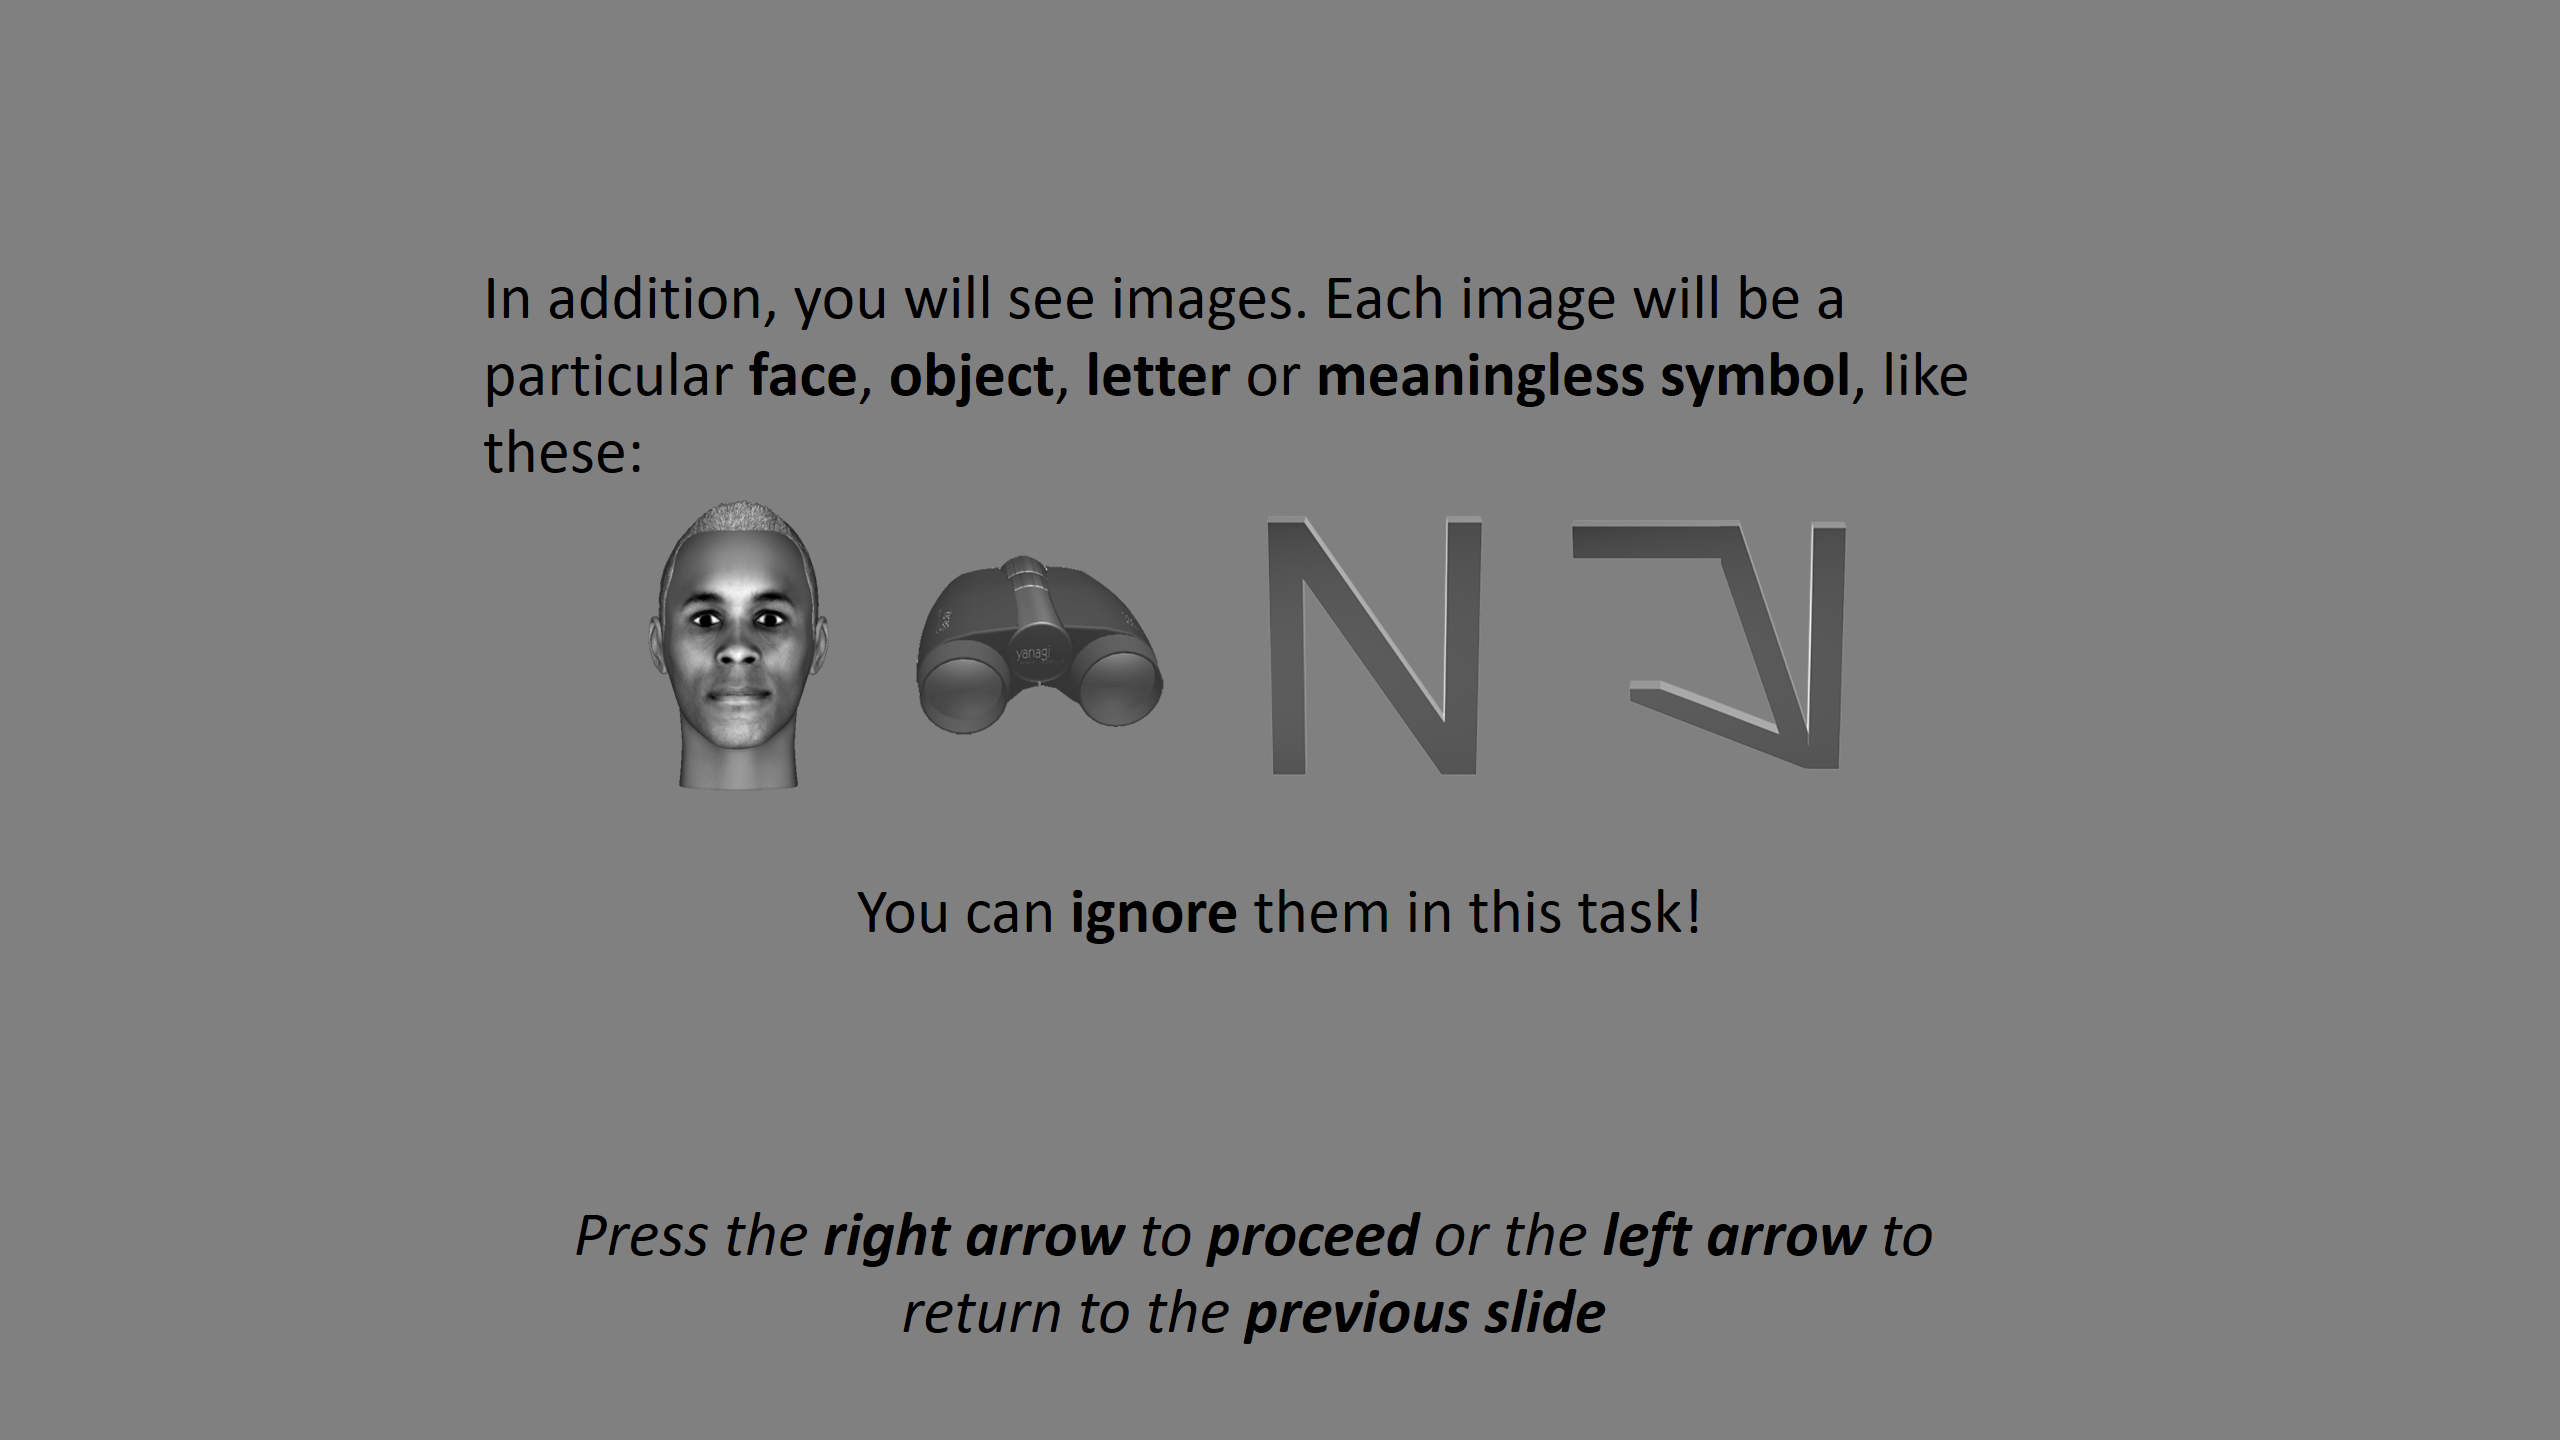 In addition, you will see images. Each image will be a
particular face, object, letter or meaningless symbol, like
these:
yanagi
N
You can ignore them in this task!
Press the right arrow to proceed or the left arrow to
return to the previous slide